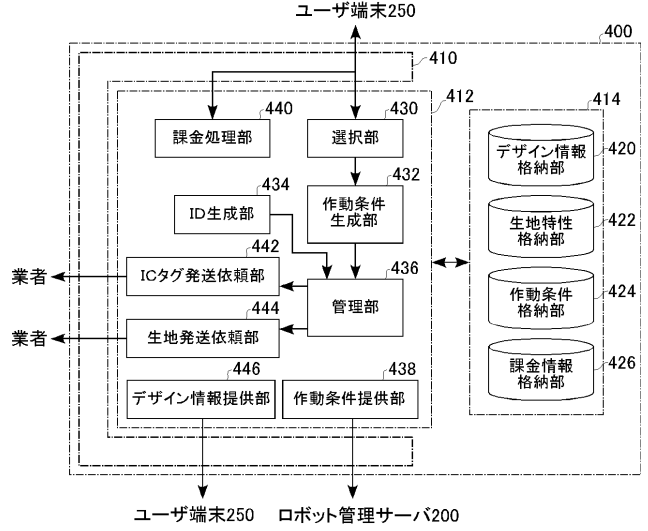 ユーザ端末250
400
410
412
414
440
課金処理部
430
選択部
420
デザイン情報
格納部
434
ID生成部
432
作動条件
生成部
422
生地特性
格納部
442
業者
ICタグ発送依頼部
436
管理部
424
作動条件
格納部
444
業者
生地発送依頼部
426
課金情報
格納部
446
デザイン情報提供部
438
作動条件提供部
ユーザ端末250
ロボット管理サーバ200